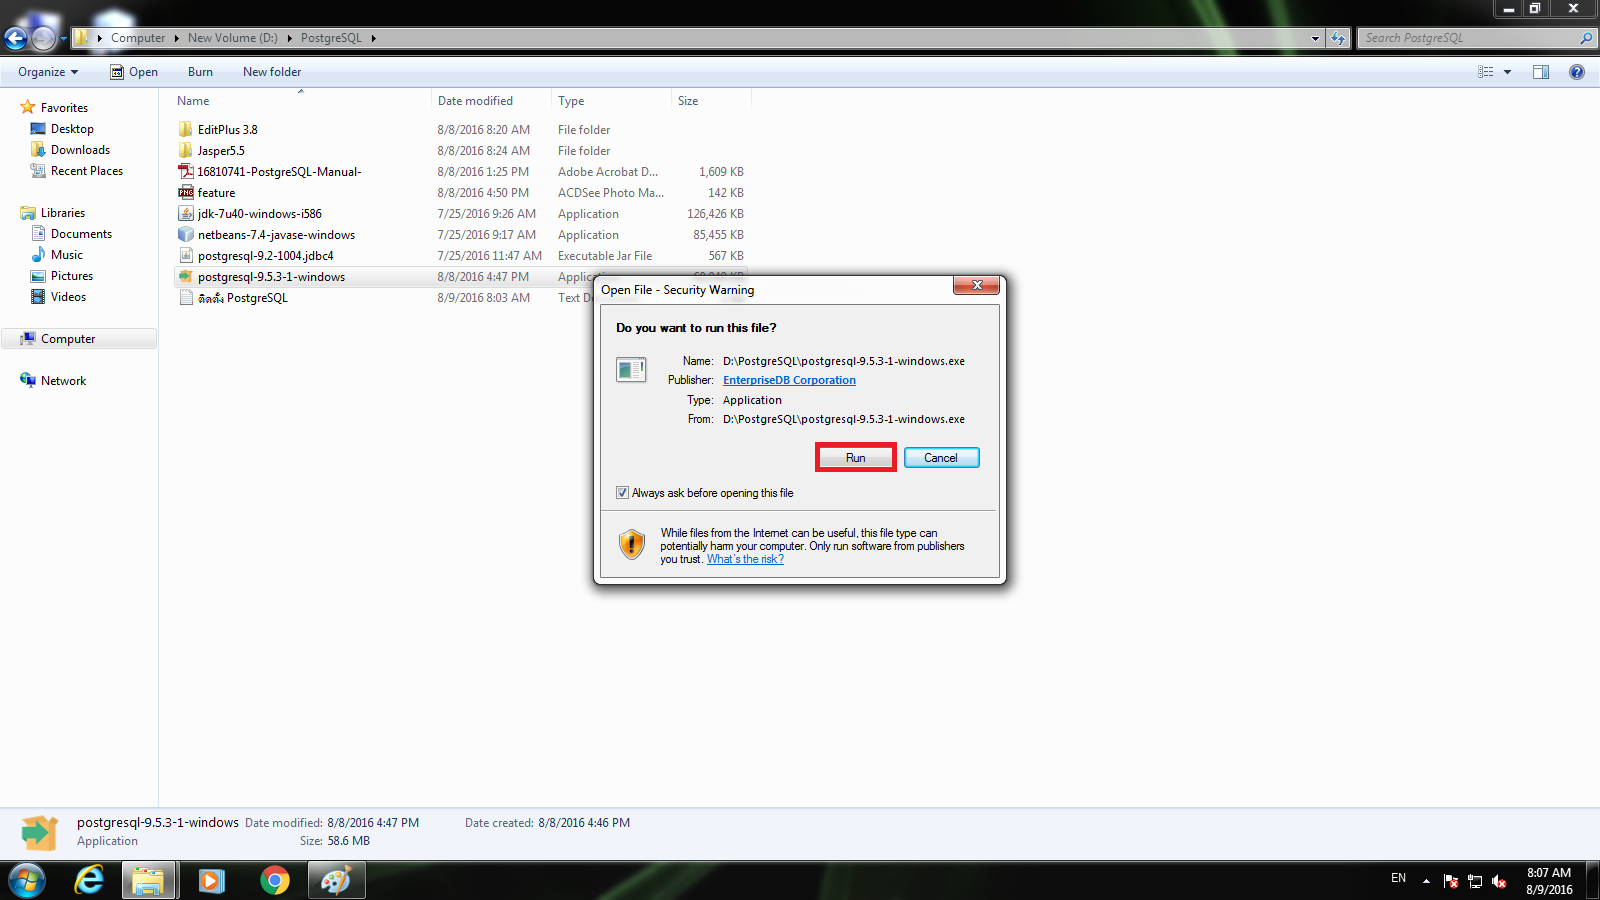 Computer New Volume (D:) PostgreSQL
Search PostgreSQL
Organize Open Burn New folder
Name Date modified Type Size
Favorites
Desktop
Downloads
Recent Places
Libraries
Documents
Music
Pictures
Videos
Computer
Network
EditPlus 3.8 8/8/2016 8:20 AM File folder
Jasper5.5 8/8/2016 8:24 AM File folder
16810741-PostgreSQL-Manual- 8/8/2016 1:25 PM Adobe Acrobat D... 1,609 KB
feature 8/8/2016 4:50 PM ACDSee Photo Ma... 142 KB
jdk-7u40-windows-i586 7/25/2016 9:26 AM Application 126,426 KB
netbeans-7.4-javase-windows 7/25/2016 9:17 AM Application 85,455 KB
postgresql-9.2-1004.jdbc4 7/25/2016 11:47 AM Executable Jar File 567 KB
postgresql-9.5.3-1-windows 8/8/2016 4:47 PM
ติดตั้ง PostgreSQL 8/9/2016 8:03 AM Text
Open File - Security Warning
Do you want to run this file?
Name: D:\PostgreSQL\postgresql-9.5.3-1-windows.exe
Publisher: EnterpriseDB Corporation
Type: Application
From: D:\PostgreSQL\postgresql-9.5.3-1-windows.exe
Run Cancel
Always ask before opening this file
While files from the Internet can be useful, this file type can
potentially harm your computer. Only run software from publishers
you trust. What's the risk?
postgresql-9.5.3-1-windows Date modified: 8/8/2016 4:47 PM Date created: 8/8/2016 4:46 PM
Application Size: 58.6 MB
EN
8:07 AM
8/9/2016